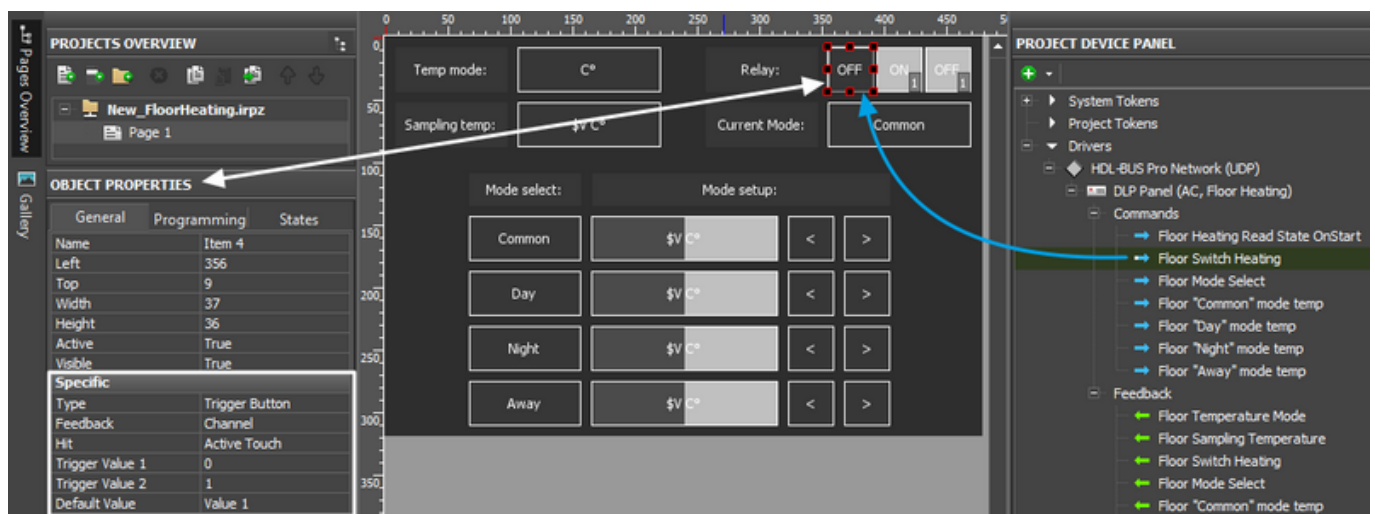 Pages Overview
Gallery
PROJECTS OVERVIEW
New_FloorHeating.irpz
Page 1
OBJECT PROPERTIES
General Programming States
Name Item 4
Left 356
Top 9
Width 37
Height 36
Active True
Visible True
Specific
Type Trigger Button
Feedback Channel
Hit Active Touch
Trigger Value 1 0
Trigger Value 2 1
Default Value Value 1
0 50 100 150 200 250 300 350 400 450 5
0
50
100
150
200
250
300
350
Temp mode: C° Relay: OFF ON 1 OFF 1
Sampling temp: $V C° Current Mode: Common
Mode select: Mode setup:
Common $V C° < >
Day $V C° < >
Night $V C° < >
Away $V C° < >
PROJECT DEVICE PANEL
System Tokens
Project Tokens
Drivers
HDL-BUS Pro Network (UDP)
DLP Panel (AC, Floor Heating)
Commands
Floor Heating Read State OnStart
Floor Switch Heating
Floor Mode Select
Floor "Common" mode temp
Floor "Day" mode temp
Floor "Night" mode temp
Floor "Away" mode temp
Feedback
Floor Temperature Mode
Floor Sampling Temperature
Floor Switch Heating
Floor Mode Select
Floor "Common" mode temp